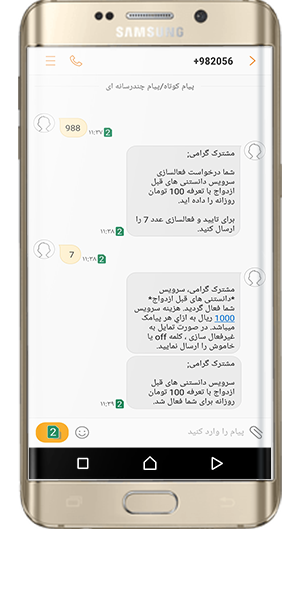 SAMSUNG
+982056
پیام کوتاه/پیام چندرسانه ای
988
۱۱:۳۷ 2
مشترک گرامی;
شما درخواست فعالسازی
سرویس دانستنی های قبل
ازدواج با تعرفه 100 تومان
روزانه را داده اید.
برای تایید و فعالسازی عدد 7 را
ارسال کنید.
۱۱:۳۸ 2
7
۱۱:۳۸ 2
مشترک گرامی، سرویس
*دانستنی های قبل ازدواج*
شما فعال گردید. هزینه سرویس
1000 ریال به ازای هر پیامک
میباشد. در صورت تمایل به
غیرفعال سازی ، کلمه off یا
خاموش را ارسال نمایید.
مشترک گرامی;
سرویس دانستنی های قبل
ازدواج با تعرفه 100 تومان
روزانه برای شما فعال شد.
۱۱:۳۹ 2
پیام را وارد کنید
2